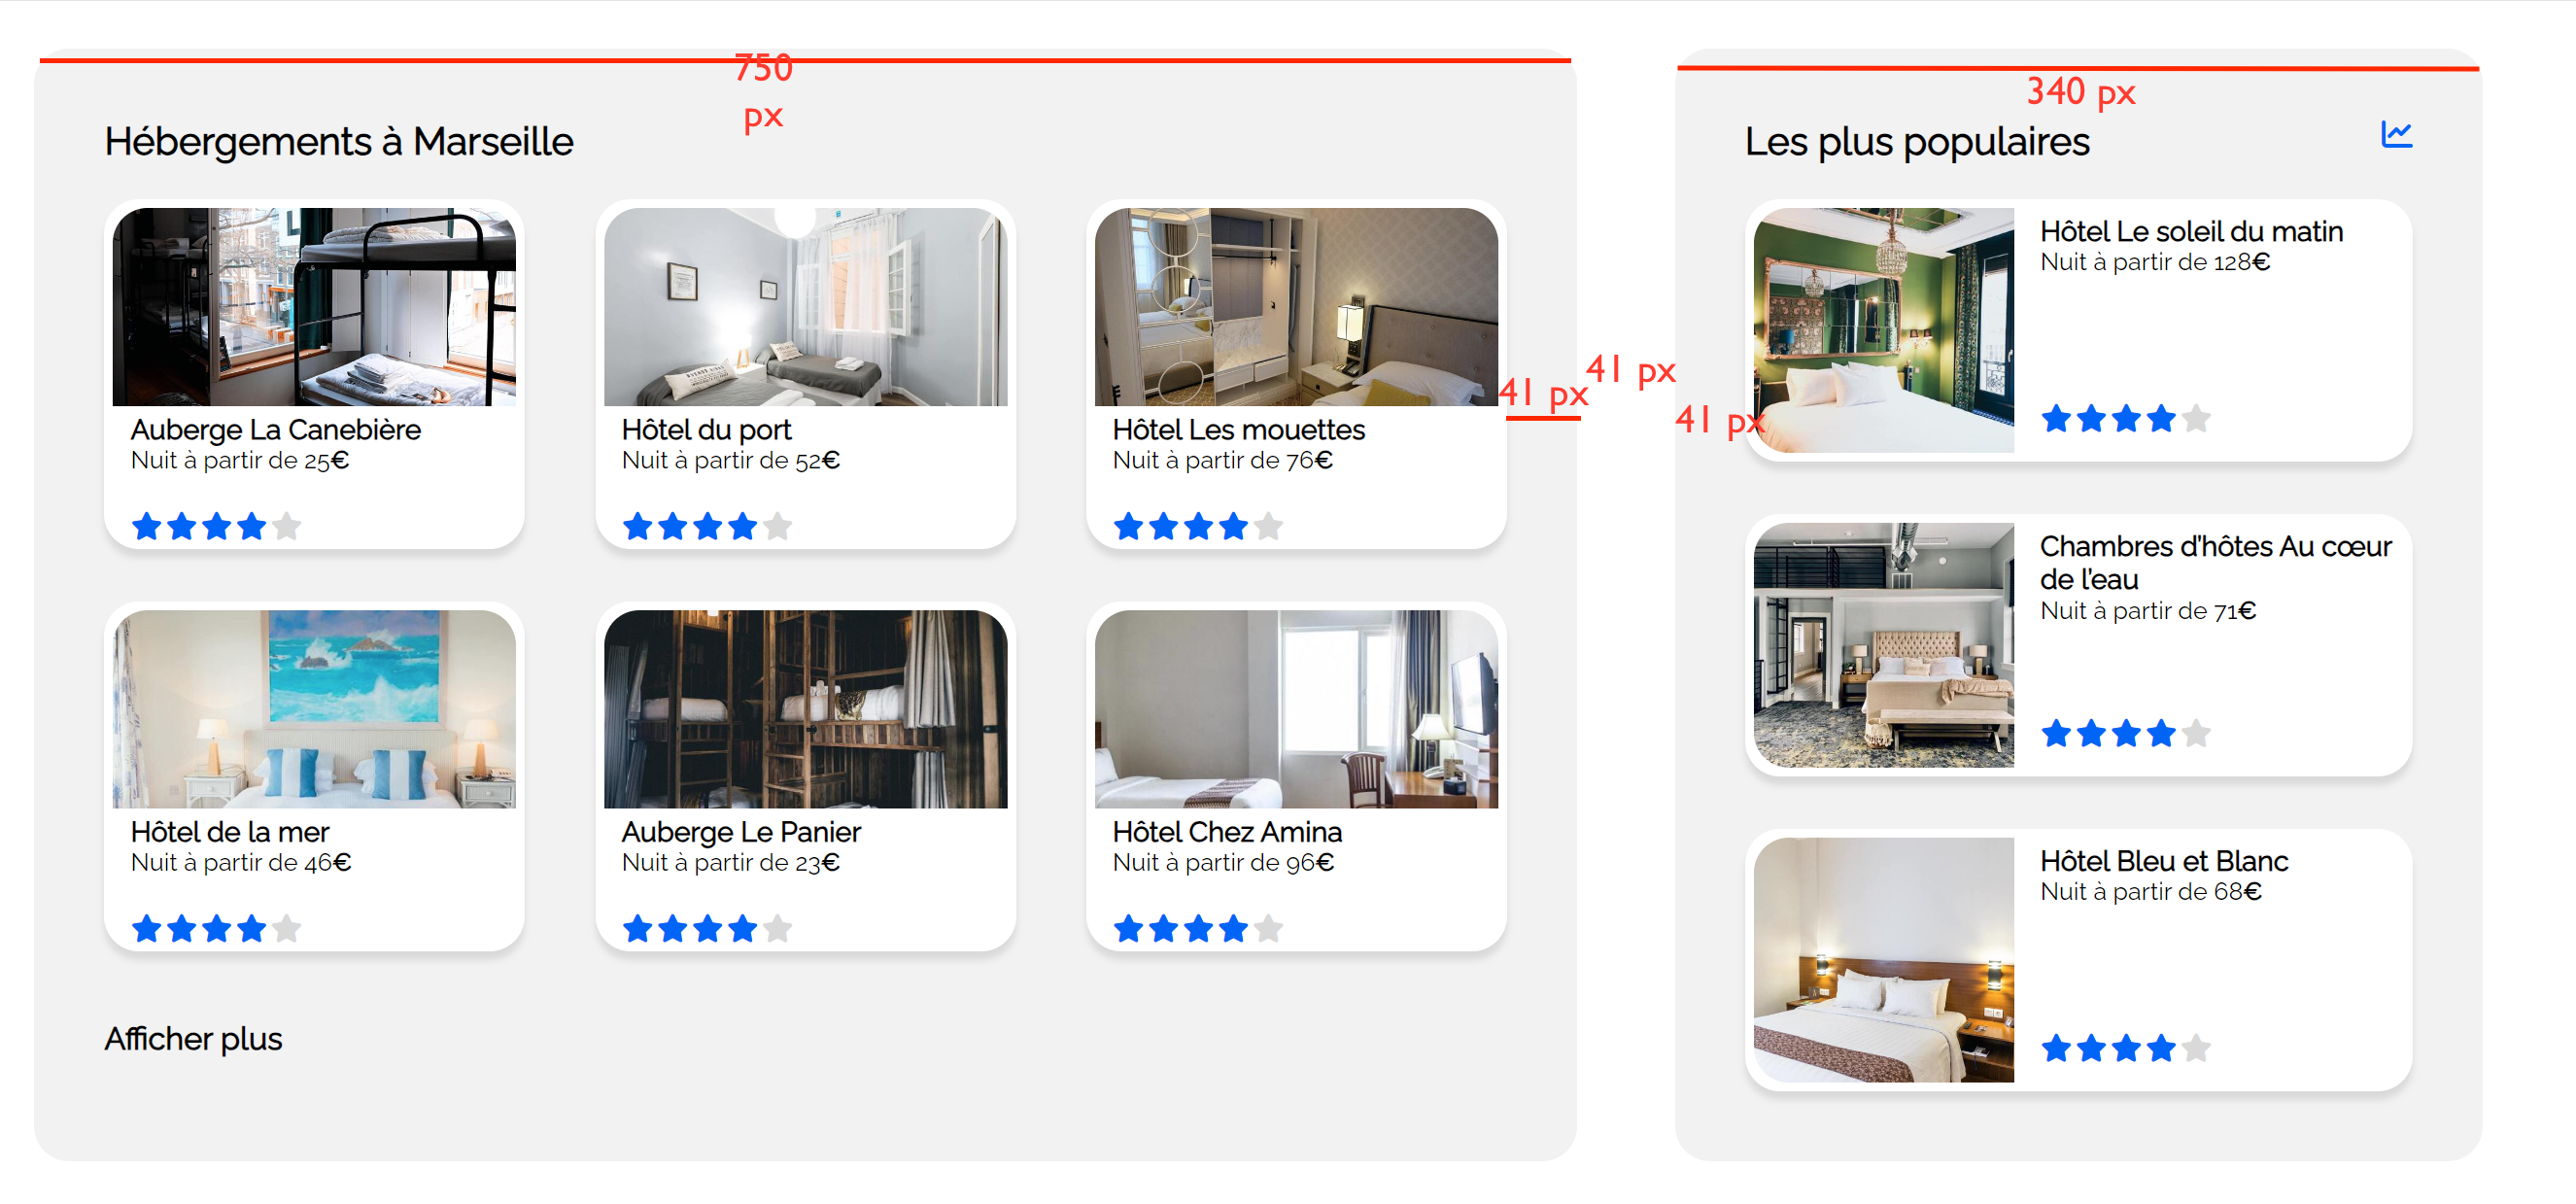 750
px
Hébergements à Marseille
Auberge La Canebière
Nuit à partir de 25€
Hôtel du port
Nuit à partir de 52€
Hôtel Les mouettes
Nuit à partir de 76€
Hôtel de la mer
Nuit à partir de 46€
Auberge Le Panier
Nuit à partir de 23€
Hôtel Chez Amina
Nuit à partir de 96€
Afficher plus
41 px
41 px
41 px
340 px
Les plus populaires
Hôtel Le soleil du matin
Nuit à partir de 128€
Chambres d’hôtes Au cœur
de l’eau
Nuit à partir de 71€
Hôtel Bleu et Blanc
Nuit à partir de 68€